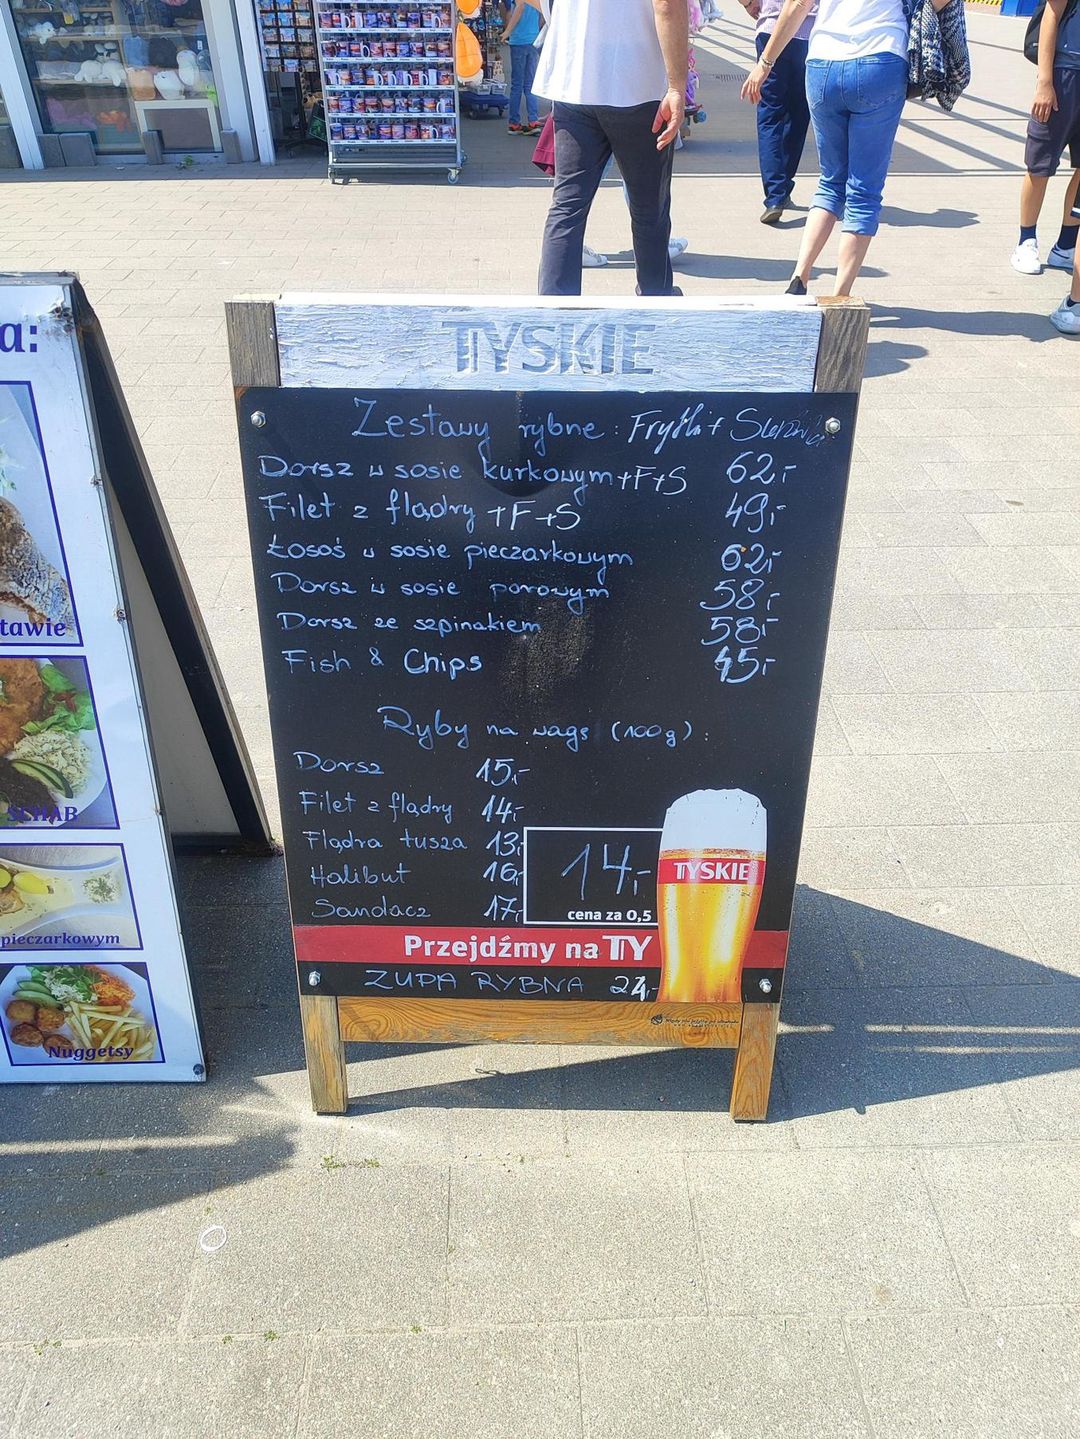 TYSKIE
Zestawy rybne: Frytki +
Dorsz w sosie kurkowym +F+S 62,-
Filet z flądry +F+S 49,-
Łosoś w sosie pieczarkowym 62,-
Dorsz w sosie porowym 58,-
Dorsz ze szpinakiem 58,-
Fish & Chips 45,-
Ryby na wagę (100g):
Dorsz 15,-
Filet z flądry 14,-
Flądra tusza 13,-
Halibut 16,-
Sandacz 17,-
14,-
cena za 0,5
TYSKIE
Przejdźmy na TY
ZUPA RYBNA 24,-
a:
tawie
SCHAB
pieczarkowym
Nuggetsy